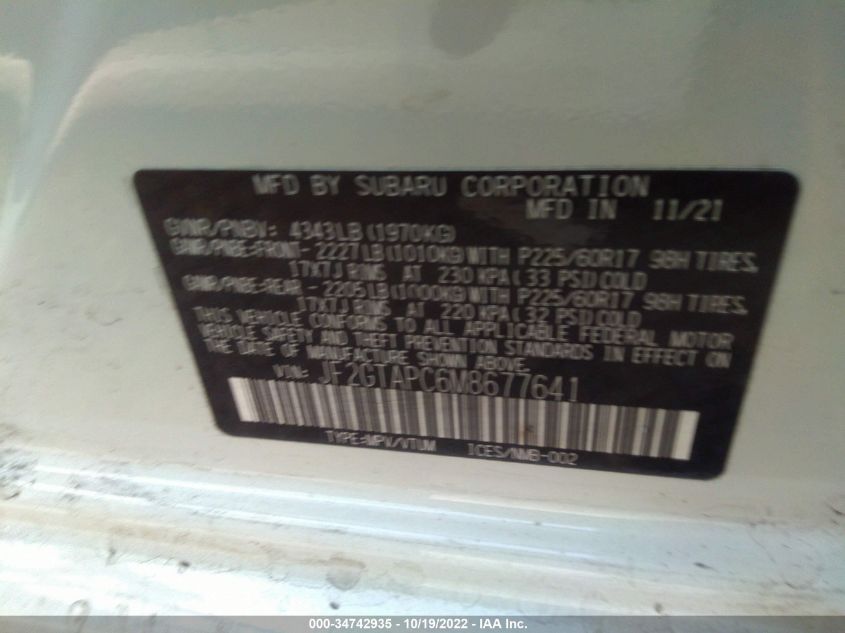 MFD BY SUBARU CORPORATION
MFD IN 11/21
GVWR/PNBV: 4343LB(1970KG)
GAWR/PNBE:FRONT- 2227LB(1010KG)WITH P225/60R17 98H TIRES,
17X7J RIMS AT 230 KPA(33 PSI)COLD
GAWR/PNBE:REAR - 2205LB(1000KG)WITH P225/60R17 98H TIRES,
17X7J RIMS AT 220 KPA(32 PSI)COLD
THIS VEHICLE CONFORMS TO ALL APPLICABLE FEDERAL MOTOR
VEHICLE SAFETY AND THEFT PREVENTION STANDARDS IN EFFECT ON
THE DATE OF MANUFACTURE SHOWN ABOVE.
VIN: JF2GTAPC6M8677641
TYPE:MPV/VTUM ICES/NMB-002
000-34742935 - 10/19/2022 - IAA Inc.